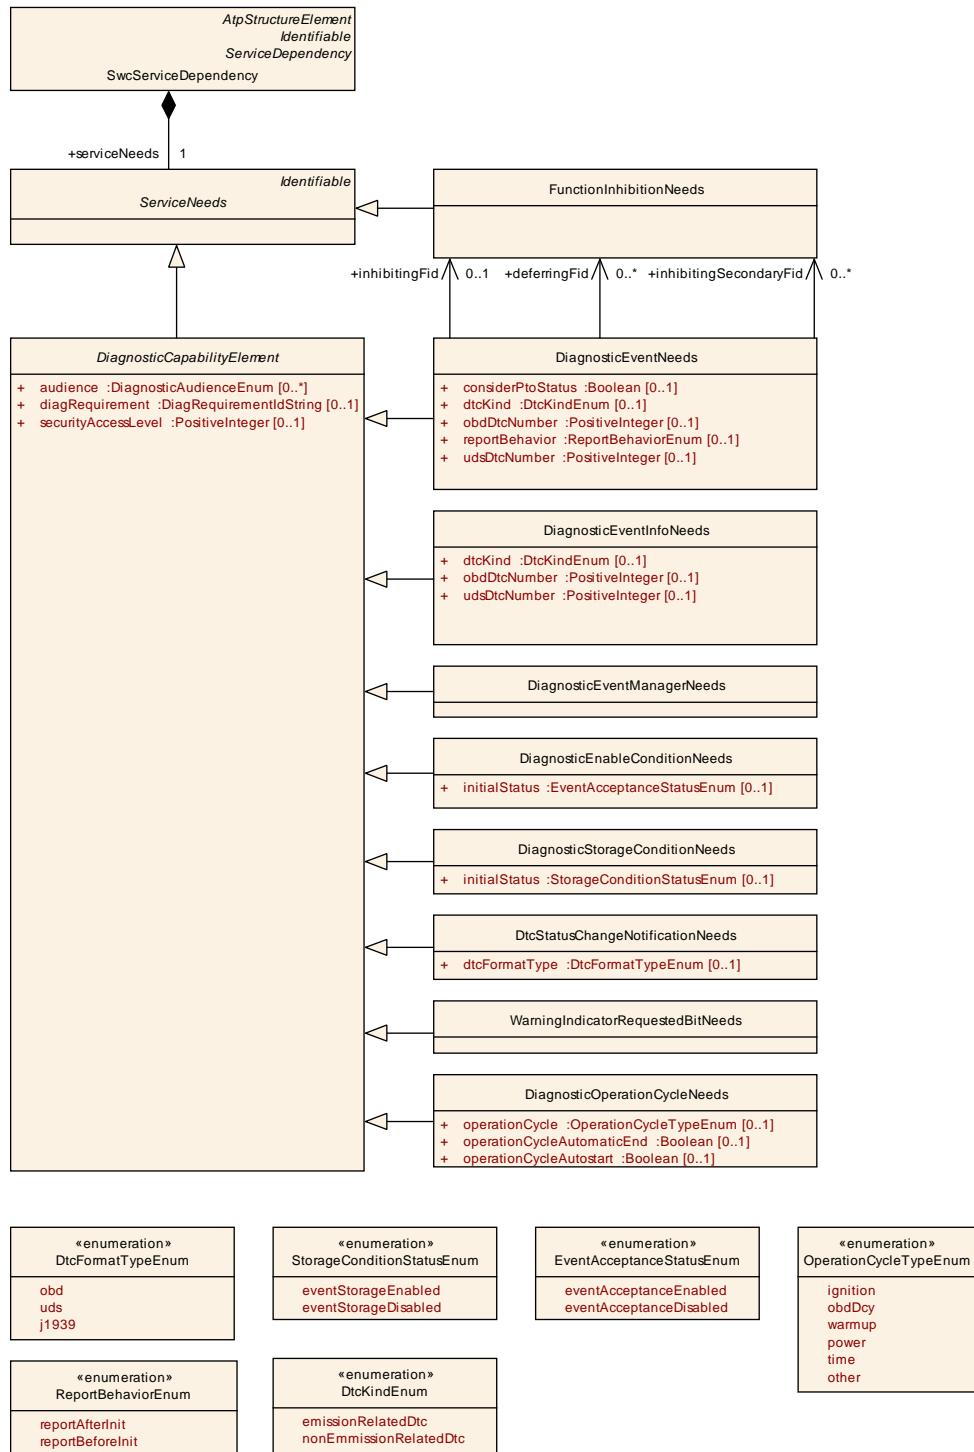 AtpStructureElement
Identifiable
ServiceDependency
SwcServiceDependency
+serviceNeeds 1
Identifiable
ServiceNeeds
FunctionInhibitionNeeds
+inhibitingFid 0..1 +deferringFid 0..* +inhibitingSecondaryFid 0..*
DiagnosticCapabilityElement
+ audience :DiagnosticAudienceEnum [0..*]
+ diagRequirement :DiagRequirementIdString [0..1]
+ securityAccessLevel :PositiveInteger [0..1]
DiagnosticEventNeeds
+ considerPtoStatus :Boolean [0..1]
+ dtcKind :DtcKindEnum [0..1]
+ obdDtcNumber :PositiveInteger [0..1]
+ reportBehavior :ReportBehaviorEnum [0..1]
+ udsDtcNumber :PositiveInteger [0..1]
DiagnosticEventInfoNeeds
+ dtcKind :DtcKindEnum [0..1]
+ obdDtcNumber :PositiveInteger [0..1]
+ udsDtcNumber :PositiveInteger [0..1]
DiagnosticEventManagerNeeds
DiagnosticEnableConditionNeeds
+ initialStatus :EventAcceptanceStatusEnum [0..1]
DiagnosticStorageConditionNeeds
+ initialStatus :StorageConditionStatusEnum [0..1]
DtcStatusChangeNotificationNeeds
+ dtcFormatType :DtcFormatTypeEnum [0..1]
WarningIndicatorRequestedBitNeeds
DiagnosticOperationCycleNeeds
+ operationCycle :OperationCycleTypeEnum [0..1]
+ operationCycleAutomaticEnd :Boolean [0..1]
+ operationCycleAutostart :Boolean [0..1]
«enumeration»
DtcFormatTypeEnum
obd
uds
j1939
«enumeration»
StorageConditionStatusEnum
eventStorageEnabled
eventStorageDisabled
«enumeration»
EventAcceptanceStatusEnum
eventAcceptanceEnabled
eventAcceptanceDisabled
«enumeration»
OperationCycleTypeEnum
ignition
obdDcy
warmup
power
time
other
«enumeration»
ReportBehaviorEnum
reportAfterInit
reportBeforeInit
«enumeration»
DtcKindEnum
emissionRelatedDtc
nonEmmissionRelatedDtc